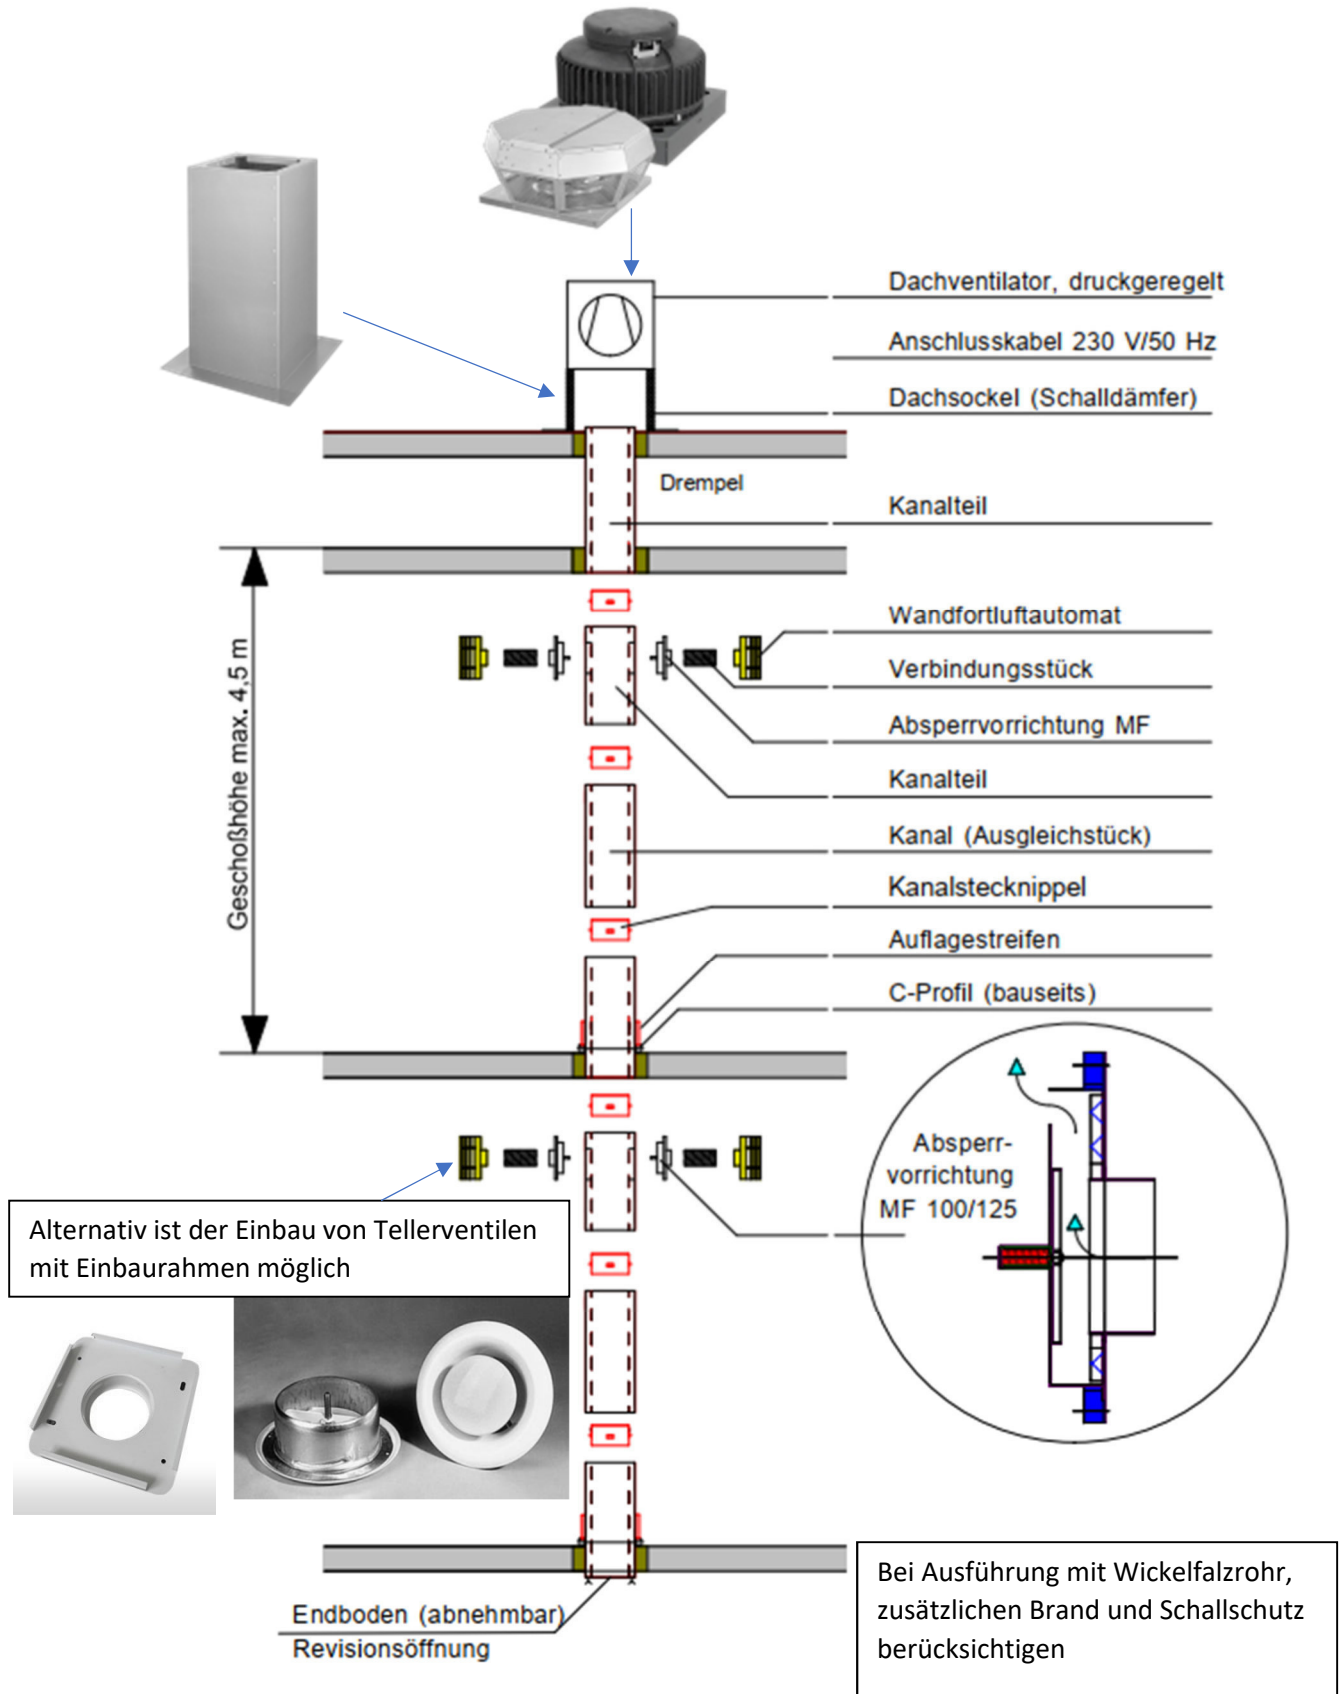 Dachventilator, druckgeregelt
Anschlusskabel 230 V/50 Hz
Dachsockel (Schalldämfer)
Drempel
Kanalteil
Geschoßhöhe max. 4,5 m
Wandfortluftautomat
Verbindungsstück
Absperrvorrichtung MF
Kanalteil
Kanal (Ausgleichstück)
Kanalstecknippel
Auflagestreifen
C-Profil (bauseits)
Absperr-
vorrichtung
MF 100/125
Alternativ ist der Einbau von Tellerventilen
mit Einbaurahmen möglich
Endboden (abnehmbar)
Revisionsöffnung
Bei Ausführung mit Wickelfalzrohr,
zusätzlichen Brand und Schallschutz
berücksichtigen